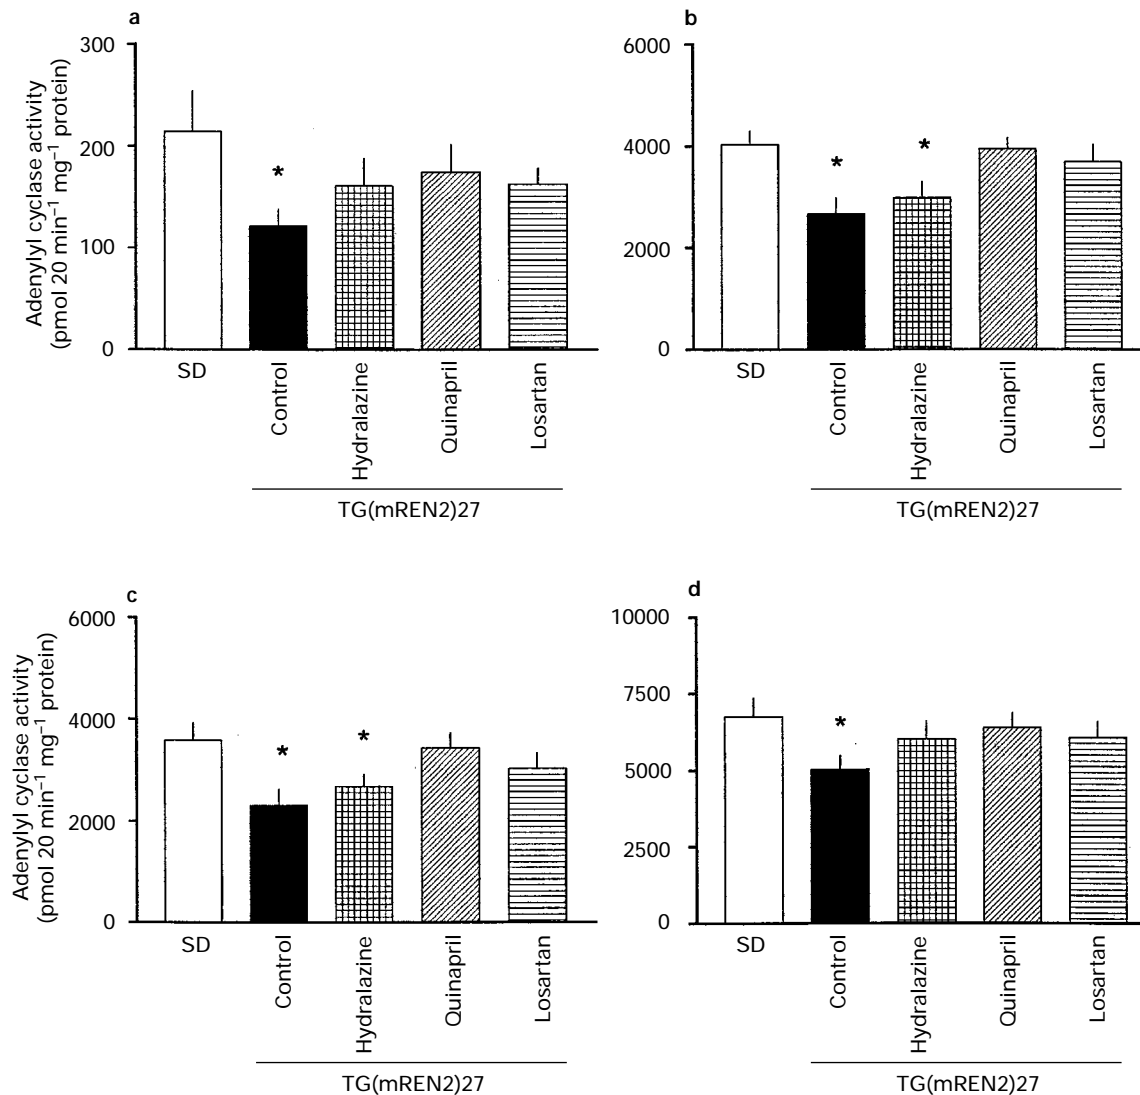 a
Adenylyl cyclase activity
(pmol 20 min⁻¹ mg⁻¹ protein)
300
200
100
0
*
SD
Control
Hydralazine
Quinapril
Losartan
TG(mREN2)27
b
6000
4000
2000
0
*
*
SD
Control
Hydralazine
Quinapril
Losartan
TG(mREN2)27
c
Adenylyl cyclase activity
(pmol 20 min⁻¹ mg⁻¹ protein)
6000
4000
2000
0
*
*
SD
Control
Hydralazine
Quinapril
Losartan
TG(mREN2)27
d
10000
7500
5000
2500
0
*
SD
Control
Hydralazine
Quinapril
Losartan
TG(mREN2)27